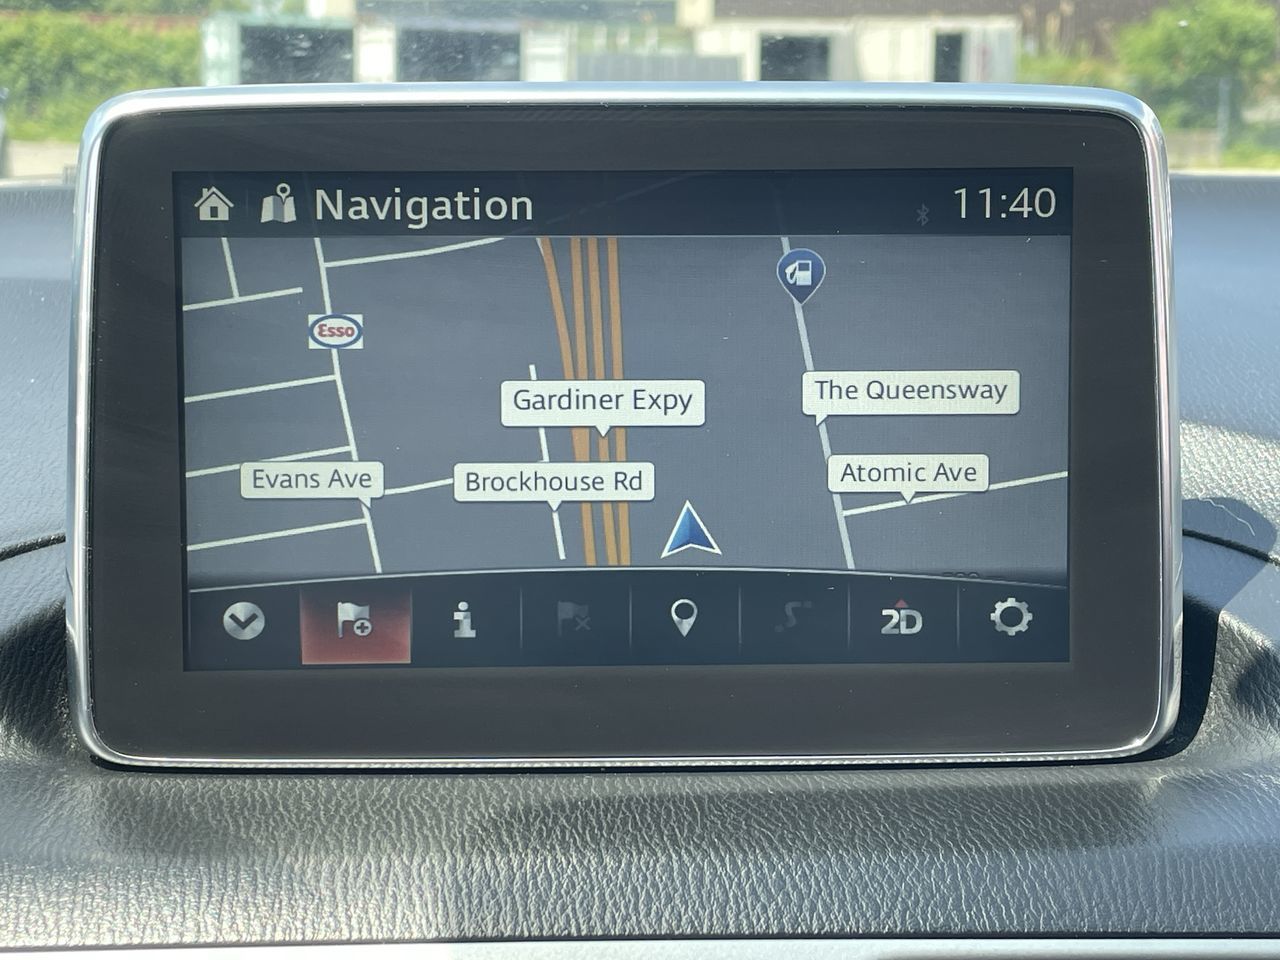 Navigation
11:40
Esso
Gardiner Expy
The Queensway
Evans Ave
Brockhouse Rd
Atomic Ave
2D